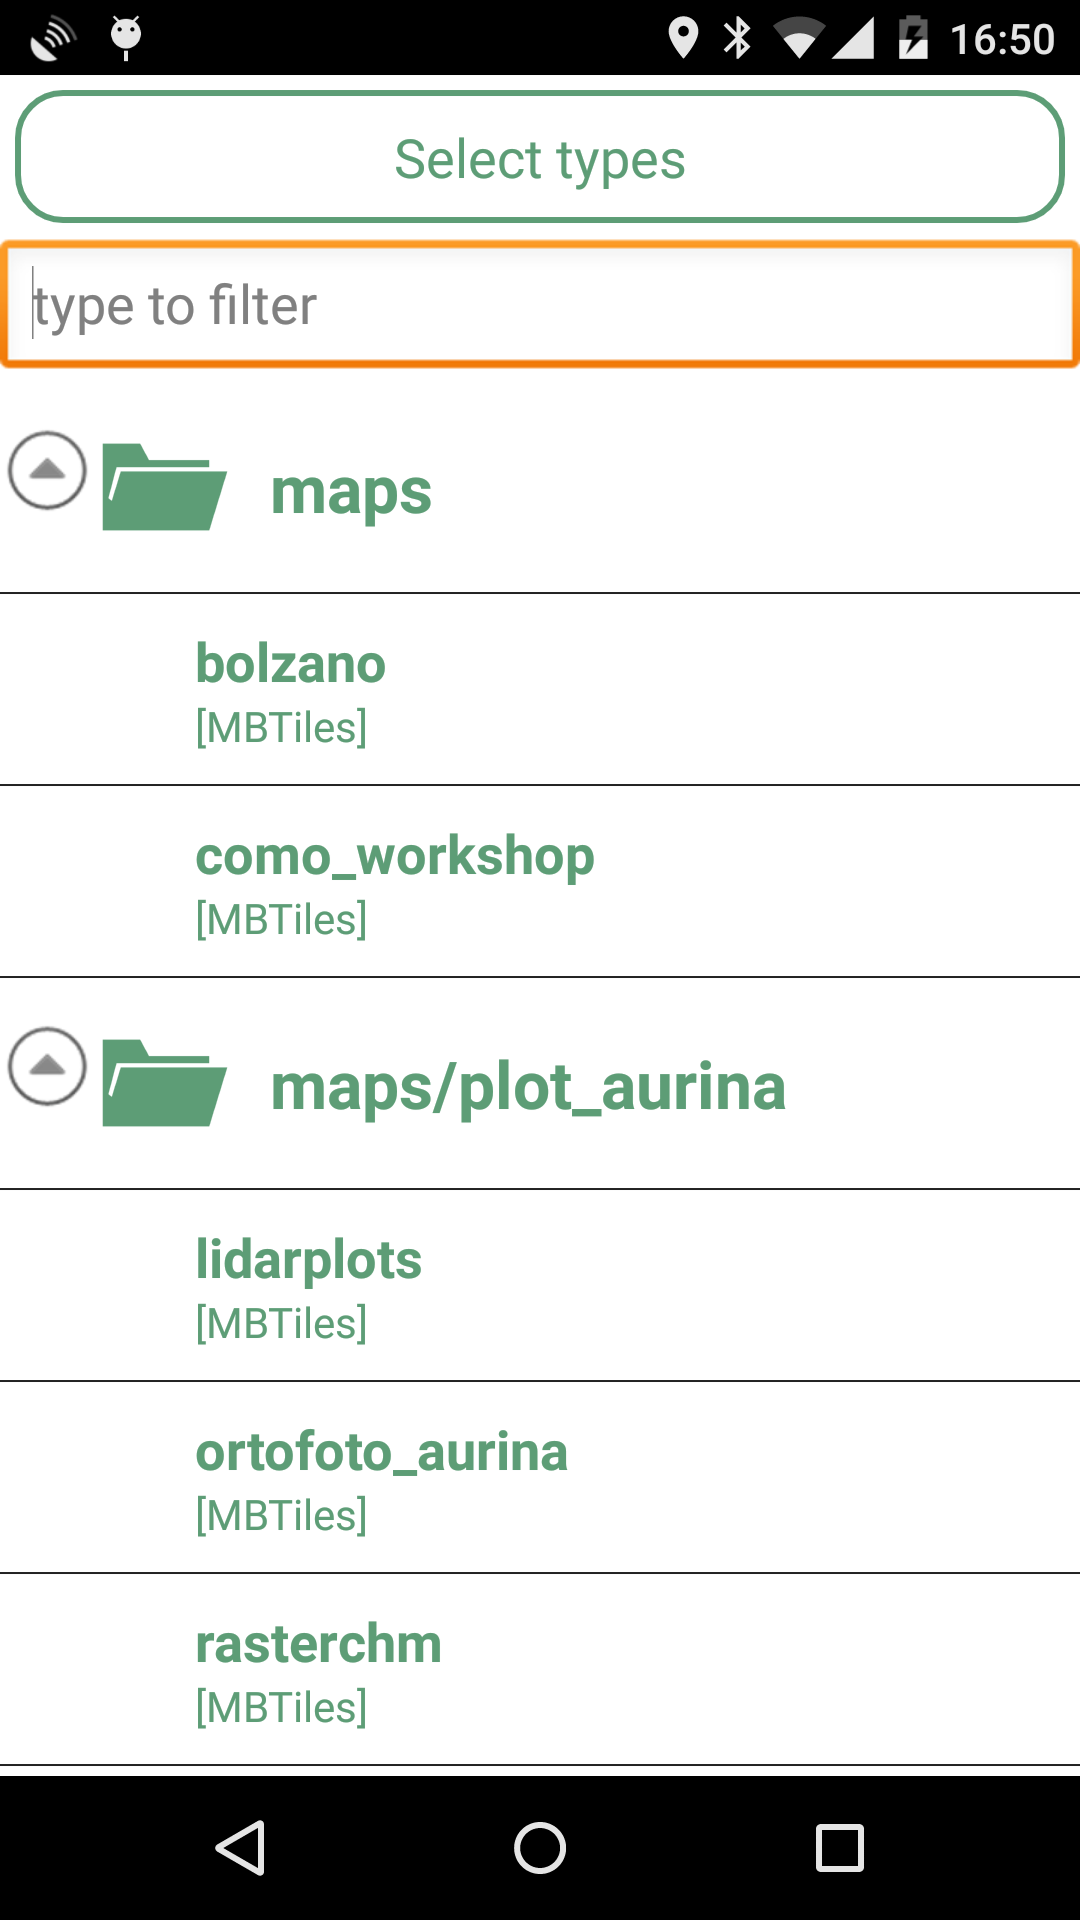 16:50
Select types
type to filter
maps
bolzano
[MBTiles]
como_workshop
[MBTiles]
maps/plot_aurina
lidarplots
[MBTiles]
ortofoto_aurina
[MBTiles]
rasterchm
[MBTiles]